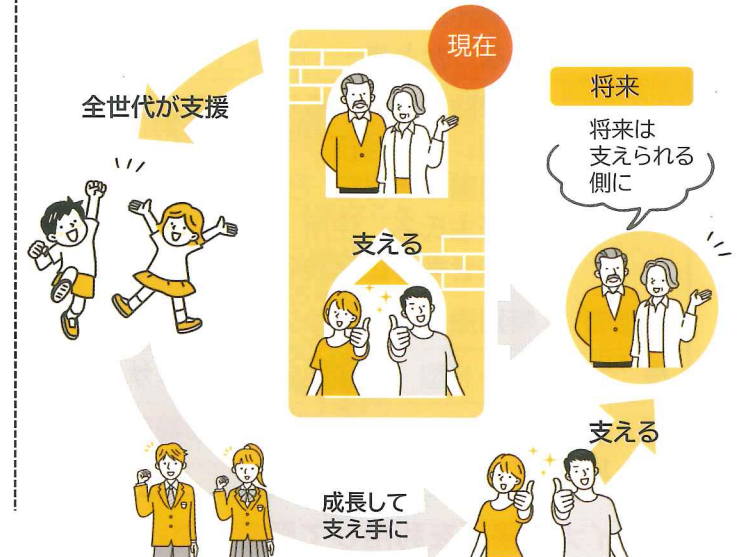 現在
全世代が支援
支える
将来
将来は
支えられる
側に
支える
成長して
支え手に